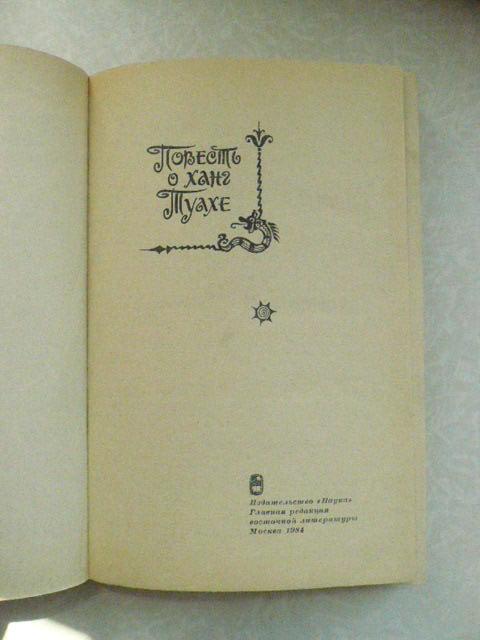 Повесть
о Ханг
Туахе
Издательство «Наука»
Главная редакция
восточной литературы
Москва 1984